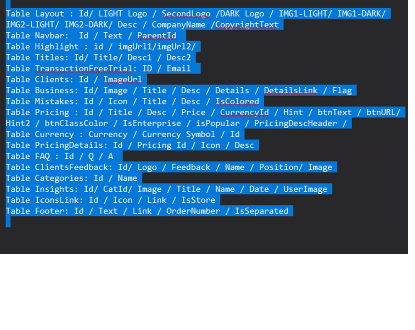 Table Layout : Id/ LIGHT Logo / SecondLogo /DARK Logo / IMG1-LIGHT/ IMG1-DARK/
IMG2-LIGHT/ IMG2-DARK/ Desc / CompanyName /CopyrightText
Table Navbar:  Id / Text / ParentId
Table Highlight : id / imgUrl1/imgUrl2/
Table Titles: Id/ Title/ Desc1 / Desc2
Table TransactionFreeTrial: ID / Email
Table Clients: Id / ImageUrl
Table Business: Id/ Image / Title / Desc / Details / DetailsLink / Flag
Table Mistakes: Id / Icon / Title / Desc / IsColored
Table Pricing : Id / Title / Desc / Price / CurrencyId / Hint / btnText / btnURL/
Hint2 / btnClassColor / IsEnterprise / isPopular / PricingDescHeader /
Table Currency : Currency / Currency Symbol / Id
Table PricingDetails: Id / Pricing Id / Icon / Desc
Table FAQ : Id / Q / A
Table ClientsFeedback: Id/ Logo / Feedback / Name / Position/ Image
Table Categories: Id / Name
Table Insights: Id/ CatId/ Image / Title / Name / Date / UserImage
Table IconsLink: Id / Icon / Link / IsStore
Table Footer: Id / Text / Link / OrderNumber / IsSeparated